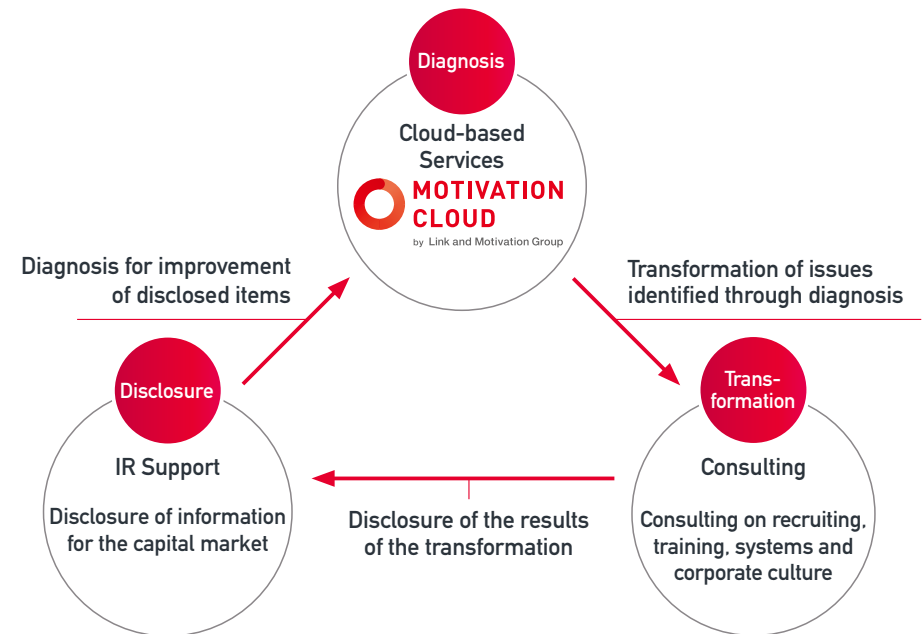 Diagnosis
Cloud-based
Services
MOTIVATION
CLOUD
by Link and Motivation Group
Diagnosis for improvement
of disclosed items
Transformation of issues
identified through diagnosis
Disclosure
IR Support
Disclosure of information
for the capital market
Disclosure of the results
of the transformation
Trans-
formation
Consulting
Consulting on recruiting,
training, systems and
corporate culture